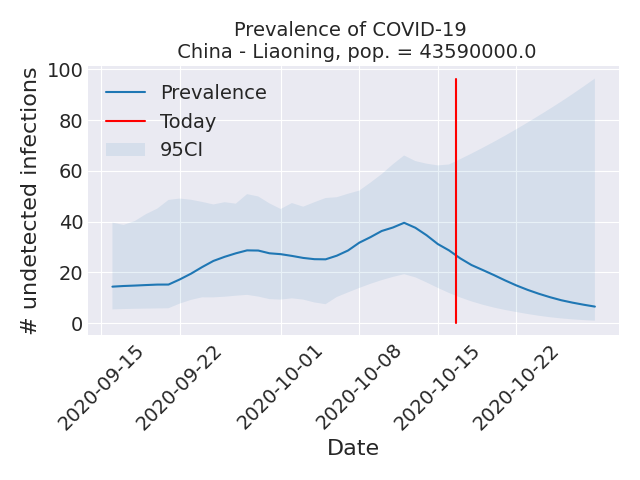 Prevalence of COVID-19
China - Liaoning, pop. = 43590000.0
100
80
60
40
20
0
# undetected infections
Prevalence
Today
95CI
2020-09-15
2020-09-22
2020-10-01
2020-10-08
2020-10-15
2020-10-22
Date